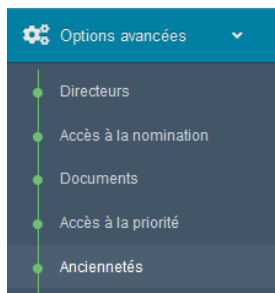 Options avancées
Directeurs
Accès à la nomination
Documents
Accès à la priorité
Anciennetés